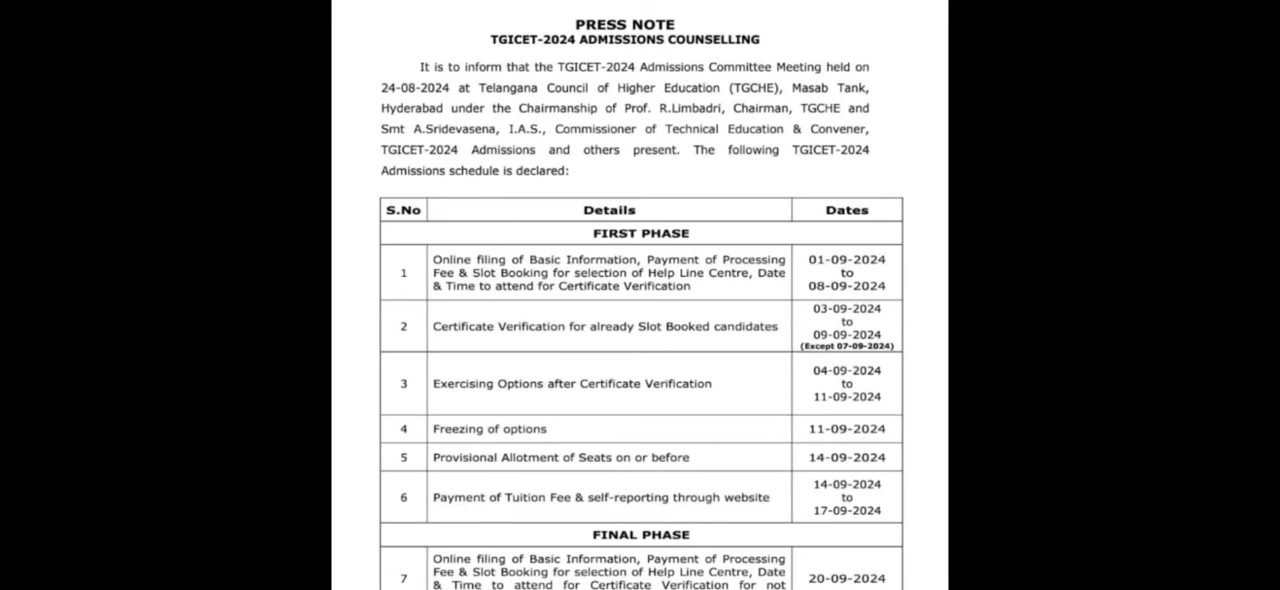 PRESS NOTE
TGICET-2024 ADMISSIONS COUNSELLING
It is to inform that the TGICET-2024 Admissions Committee Meeting held on
24-08-2024 at Telangana Council of Higher Education (TGCHE), Masab Tank,
Hyderabad under the Chairmanship of Prof. R.Limbadri, Chairman, TGCHE and
Smt A.Sridevasena, I.A.S., Commissioner of Technical Education & Convener,
TGICET-2024 Admissions and others present. The following TGICET-2024
Admissions schedule is declared:
S.No Details Dates
FIRST PHASE
1
Online filing of Basic Information, Payment of Processing
Fee & Slot Booking for selection of Help Line Centre, Date
& Time to attend for Certificate Verification
01-09-2024
to
08-09-2024
2
Certificate Verification for already Slot Booked candidates
03-09-2024
to
09-09-2024
(Except 07-09-2024)
3
Exercising Options after Certificate Verification
04-09-2024
to
11-09-2024
4 Freezing of options 11-09-2024
5 Provisional Allotment of Seats on or before 14-09-2024
6
Payment of Tuition Fee & self-reporting through website
14-09-2024
to
17-09-2024
FINAL PHASE
7
Online filing of Basic Information, Payment of Processing
Fee & Slot Booking for selection of Help Line Centre, Date
& Time to attend for Certificate Verification for not
20-09-2024